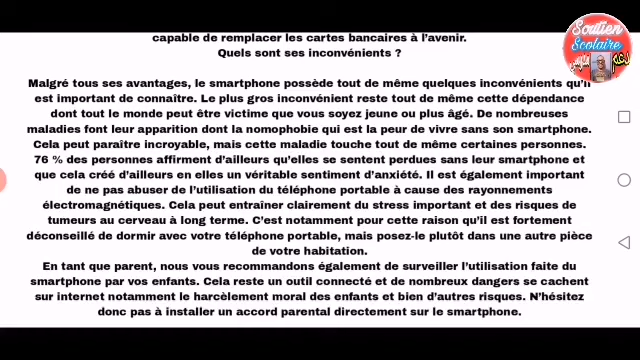 capable de remplacer les cartes bancaires à l'avenir.
Quels sont ses inconvénients ?
Soutien
Scolaire
Malgré tous ses avantages, le smartphone possède tout de même quelques inconvénients qu'il
est important de connaître. Le plus gros inconvénient reste tout de même cette dépendance
dont tout le monde peut être victime que vous soyez jeune ou plus âgé. De nombreuses
maladies font leur apparition dont la nomophobie qui est la peur de vivre sans son smartphone.
Cela peut paraître incroyable, mais cette maladie touche tout de même certaines personnes.
76 % des personnes affirment d'ailleurs qu'elles se sentent perdues sans leur smartphone et
que cela créé d'ailleurs en elles un véritable sentiment d'anxiété. Il est également important
de ne pas abuser de l'utilisation du téléphone portable à cause des rayonnements
électromagnétiques. Cela peut entraîner clairement du stress important et des risques de
tumeurs au cerveau à long terme. C'est notamment pour cette raison qu'il est fortement
déconseillé de dormir avec votre téléphone portable, mais posez-le plutôt dans une autre pièce
de votre habitation.
En tant que parent, nous vous recommandons également de surveiller l'utilisation faite du
smartphone par vos enfants. Cela reste un outil connecté et de nombreux dangers se cachent
sur internet notamment le harcèlement moral des enfants et bien d'autres risques. N'hésitez
donc pas à installer un accord parental directement sur le smartphone.